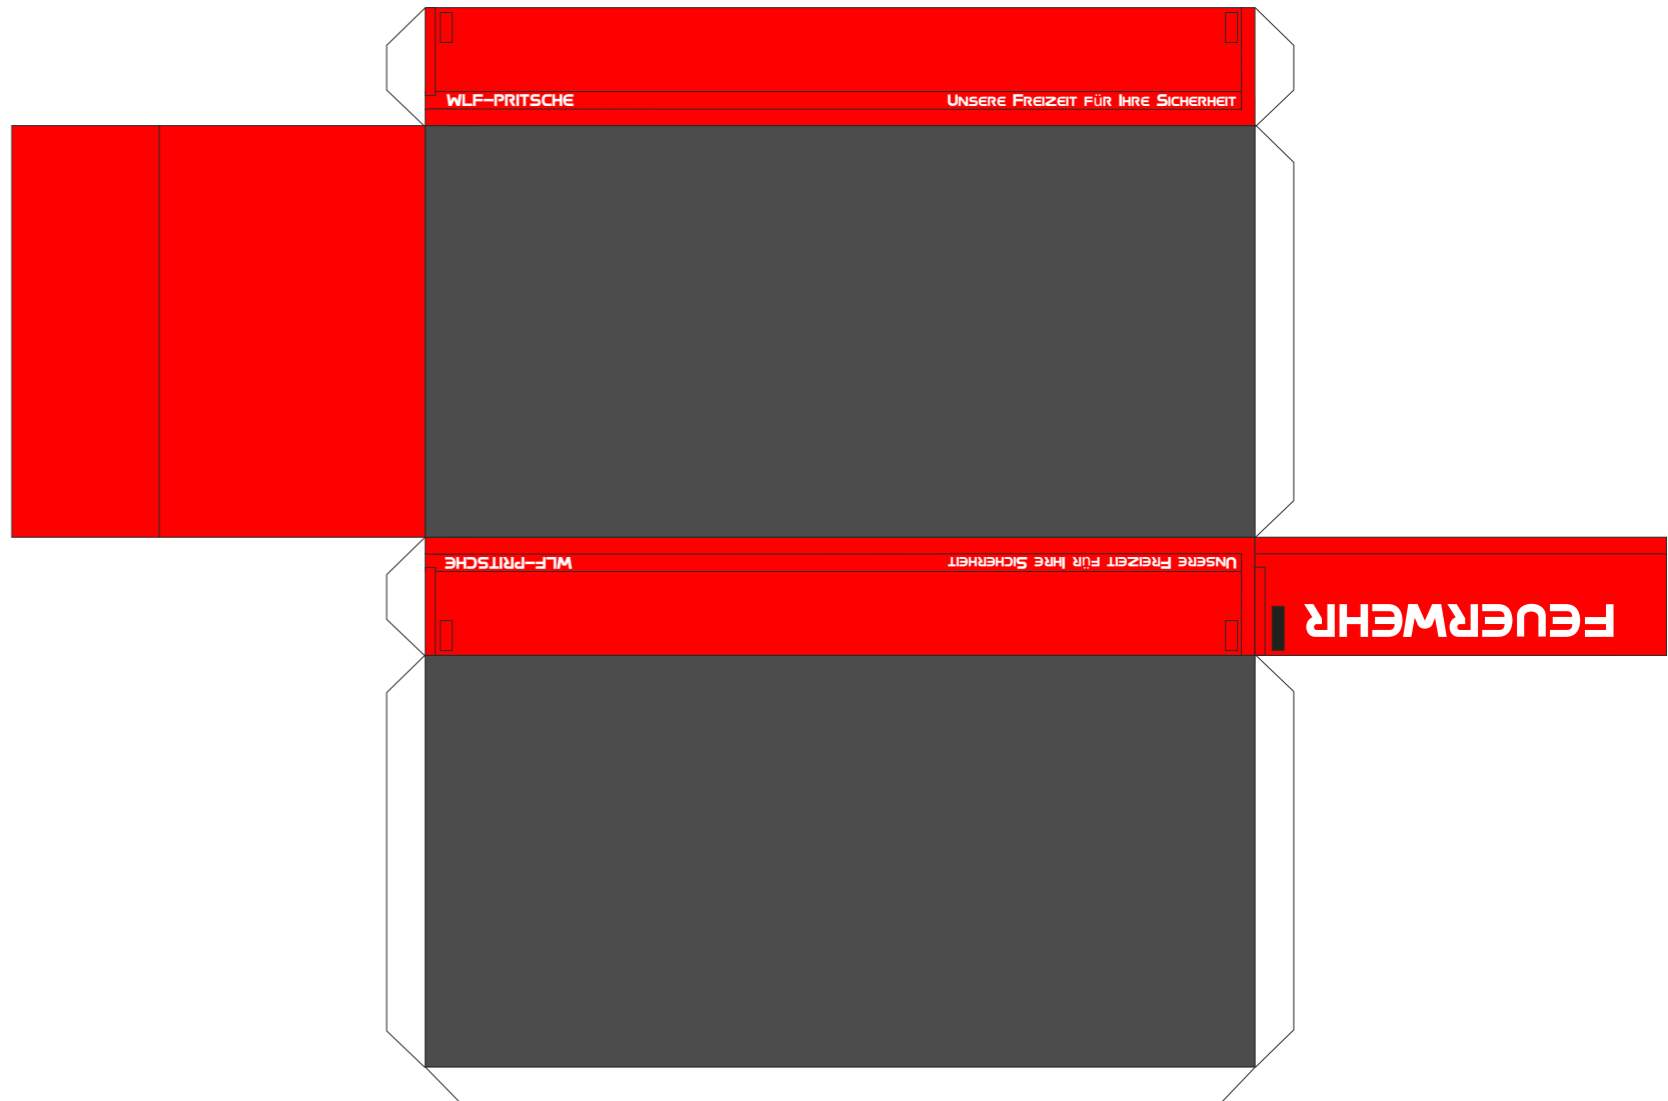 WLF-PRITSCHE
Unsere Freizeit für Ihre Sicherheit
WLF-PRITSCHE
Unsere Freizeit für Ihre Sicherheit
FEUERWEHR